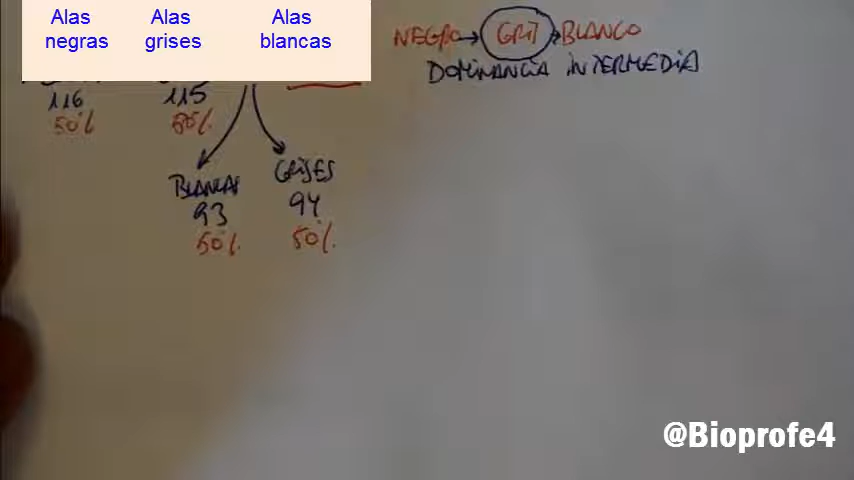 Alas Alas Alas
negras grises blancas
NEGRO → GRIS → BLANCO
DOMINANCIA INTERMEDIA
116 115
50% 50%
BLANCAS GRISES
93 94
50% 50%
@Bioprofe4